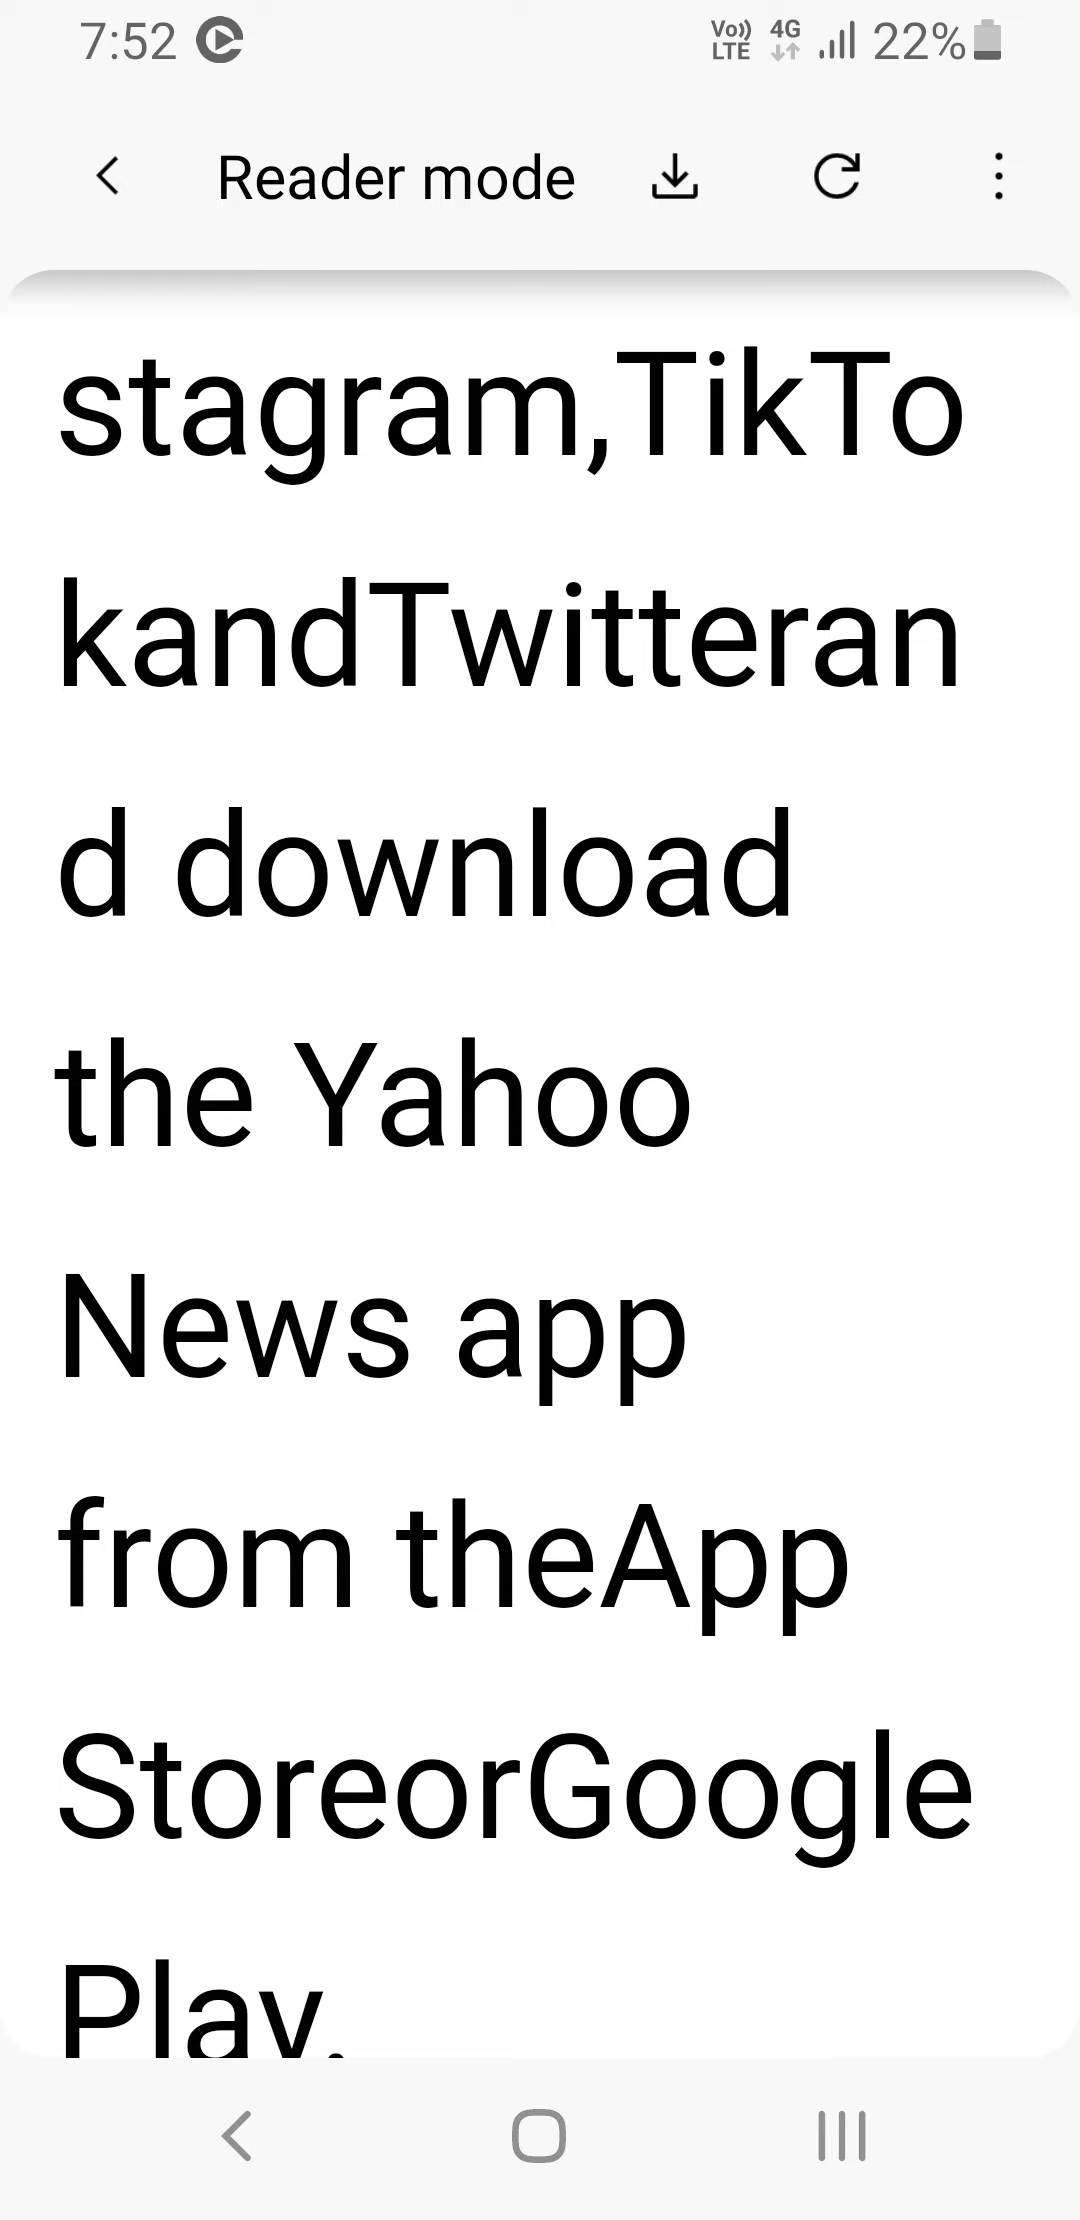 7:52 Vo)) LTE 4G 22%
Reader mode
stagram,TikTo
kandTwitteran
d download
the Yahoo
News app
from theApp
StoreorGoogle
Play.